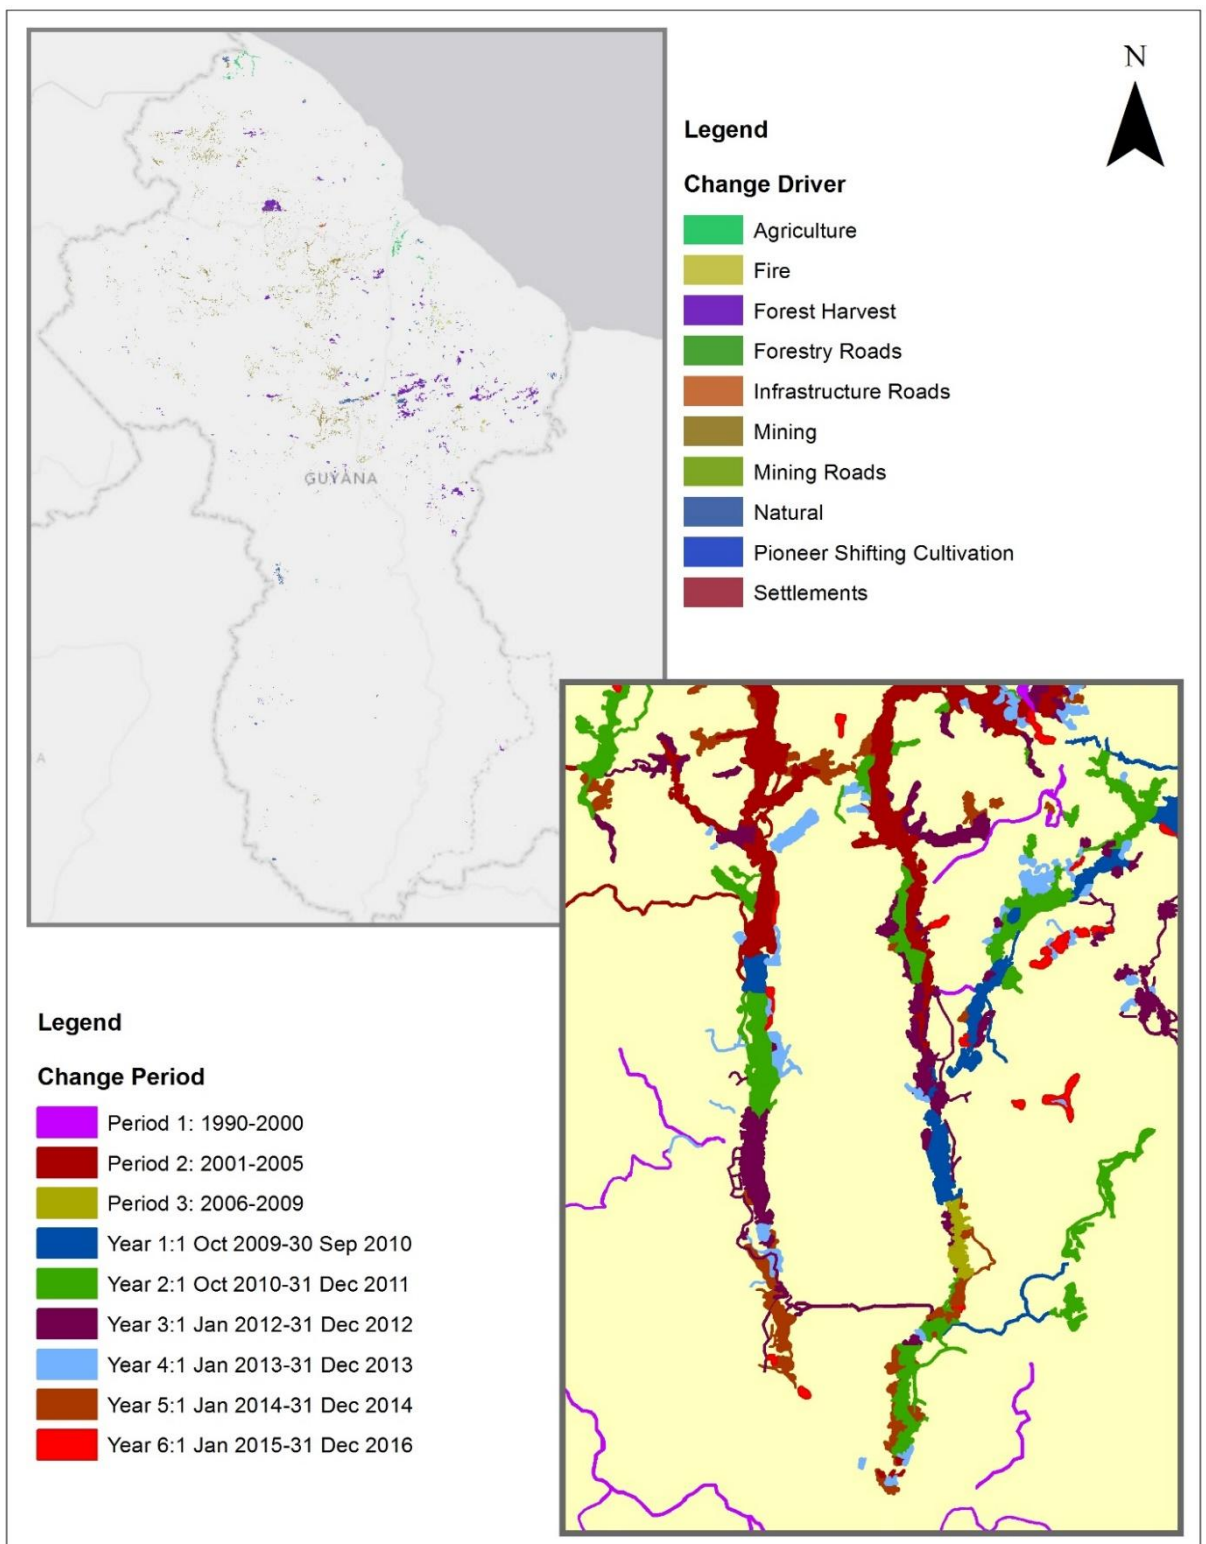 N
Legend
Change Driver
Agriculture
Fire
Forest Harvest
Forestry Roads
Infrastructure Roads
Mining
Mining Roads
Natural
Pioneer Shifting Cultivation
Settlements
GUYANA
A
Legend
Change Period
Period 1: 1990-2000
Period 2: 2001-2005
Period 3: 2006-2009
Year 1:1 Oct 2009-30 Sep 2010
Year 2:1 Oct 2010-31 Dec 2011
Year 3:1 Jan 2012-31 Dec 2012
Year 4:1 Jan 2013-31 Dec 2013
Year 5:1 Jan 2014-31 Dec 2014
Year 6:1 Jan 2015-31 Dec 2016